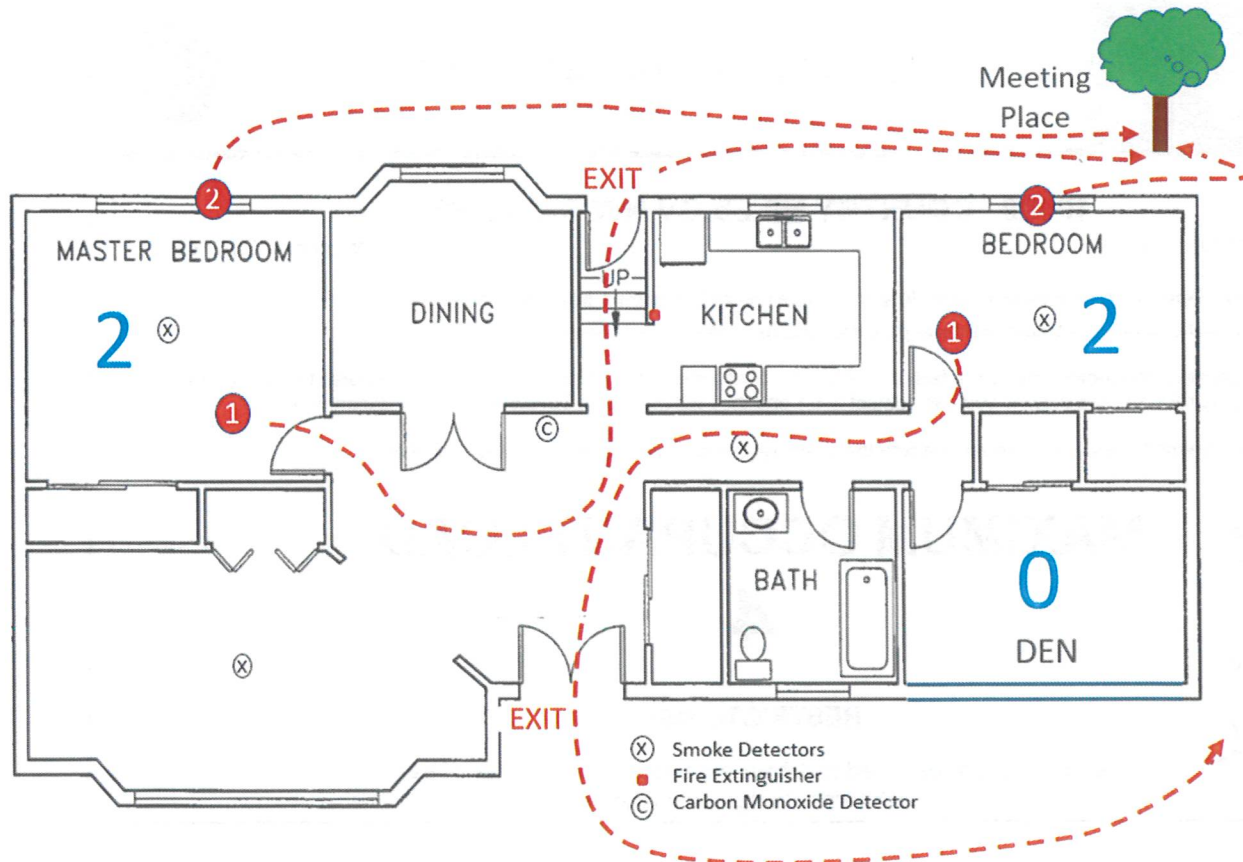 Meeting
Place
EXIT
2
2
MASTER BEDROOM
BEDROOM
UP
DINING
KITCHEN
X
X
2
2
1
1
C
X
BATH
0
DEN
X
EXIT
X Smoke Detectors
Fire Extinguisher
C Carbon Monoxide Detector